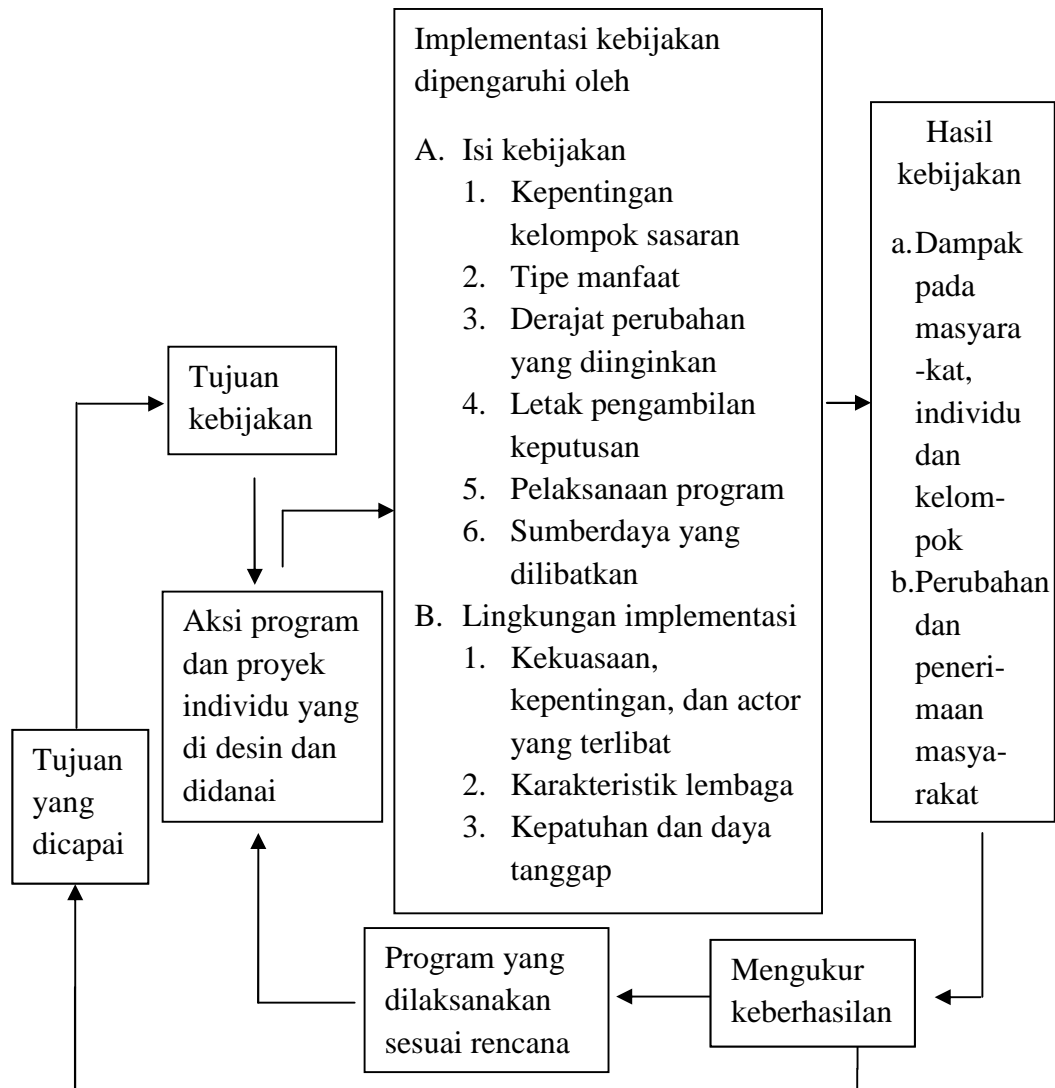 Tujuan
yang
dicapai
Tujuan
kebijakan
Aksi program
dan proyek
individu yang
di desin dan
didanai
Implementasi kebijakan
dipengaruhi oleh
A. Isi kebijakan
1. Kepentingan
kelompok sasaran
2. Tipe manfaat
3. Derajat perubahan
yang diinginkan
4. Letak pengambilan
keputusan
5. Pelaksanaan program
6. Sumberdaya yang
dilibatkan
B. Lingkungan implementasi
1. Kekuasaan,
kepentingan, dan actor
yang terlibat
2. Karakteristik lembaga
3. Kepatuhan dan daya
tanggap
Hasil
kebijakan
a. Dampak
pada
masyara
-kat,
individu
dan
kelom-
pok
b. Perubahan
dan
peneri-
maan
masya-
rakat
Mengukur
keberhasilan
Program yang
dilaksanakan
sesuai rencana